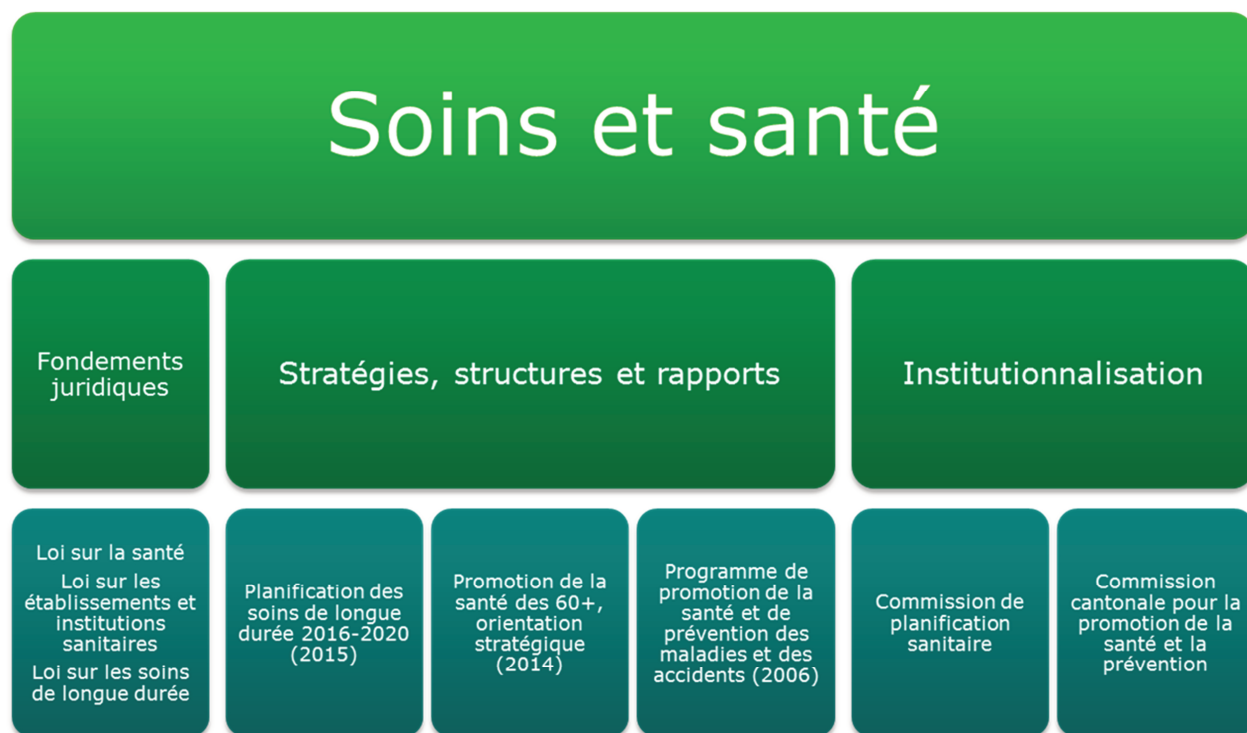 Soins et santé
Fondements
juridiques
Stratégies, structures et rapports
Institutionnalisation
Loi sur la santé
Loi sur les
établissements et
institutions
sanitaires
Loi sur les soins
de longue durée
Planification des
soins de longue
durée 2016-2020
(2015)
Promotion de la
santé des 60+,
orientation
stratégique
(2014)
Programme de
promotion de la
santé et de
prévention des
maladies et des
accidents (2006)
Commission de
planification
sanitaire
Commission
cantonale pour la
promotion de la
santé et la
prévention